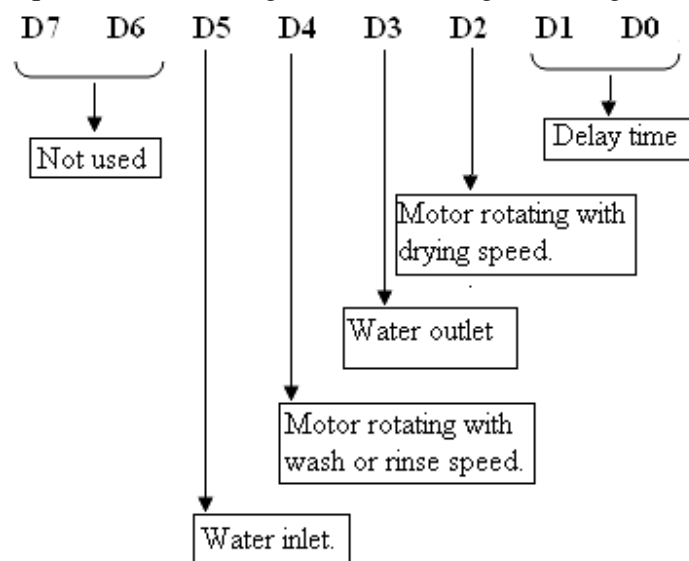 D7 D6 D5 D4 D3 D2 D1 D0
Not used
Delay time
Motor rotating with
drying speed.
Water outlet
Motor rotating with
wash or rinse speed.
Water inlet.